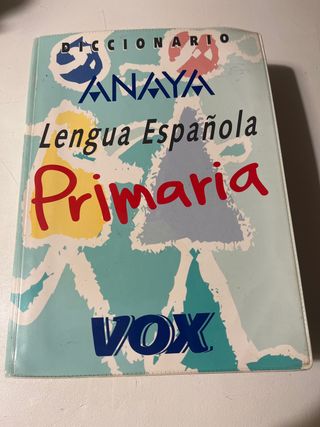 DICCIONARIO
ANAYA
Lengua Española
Primaria
VOX